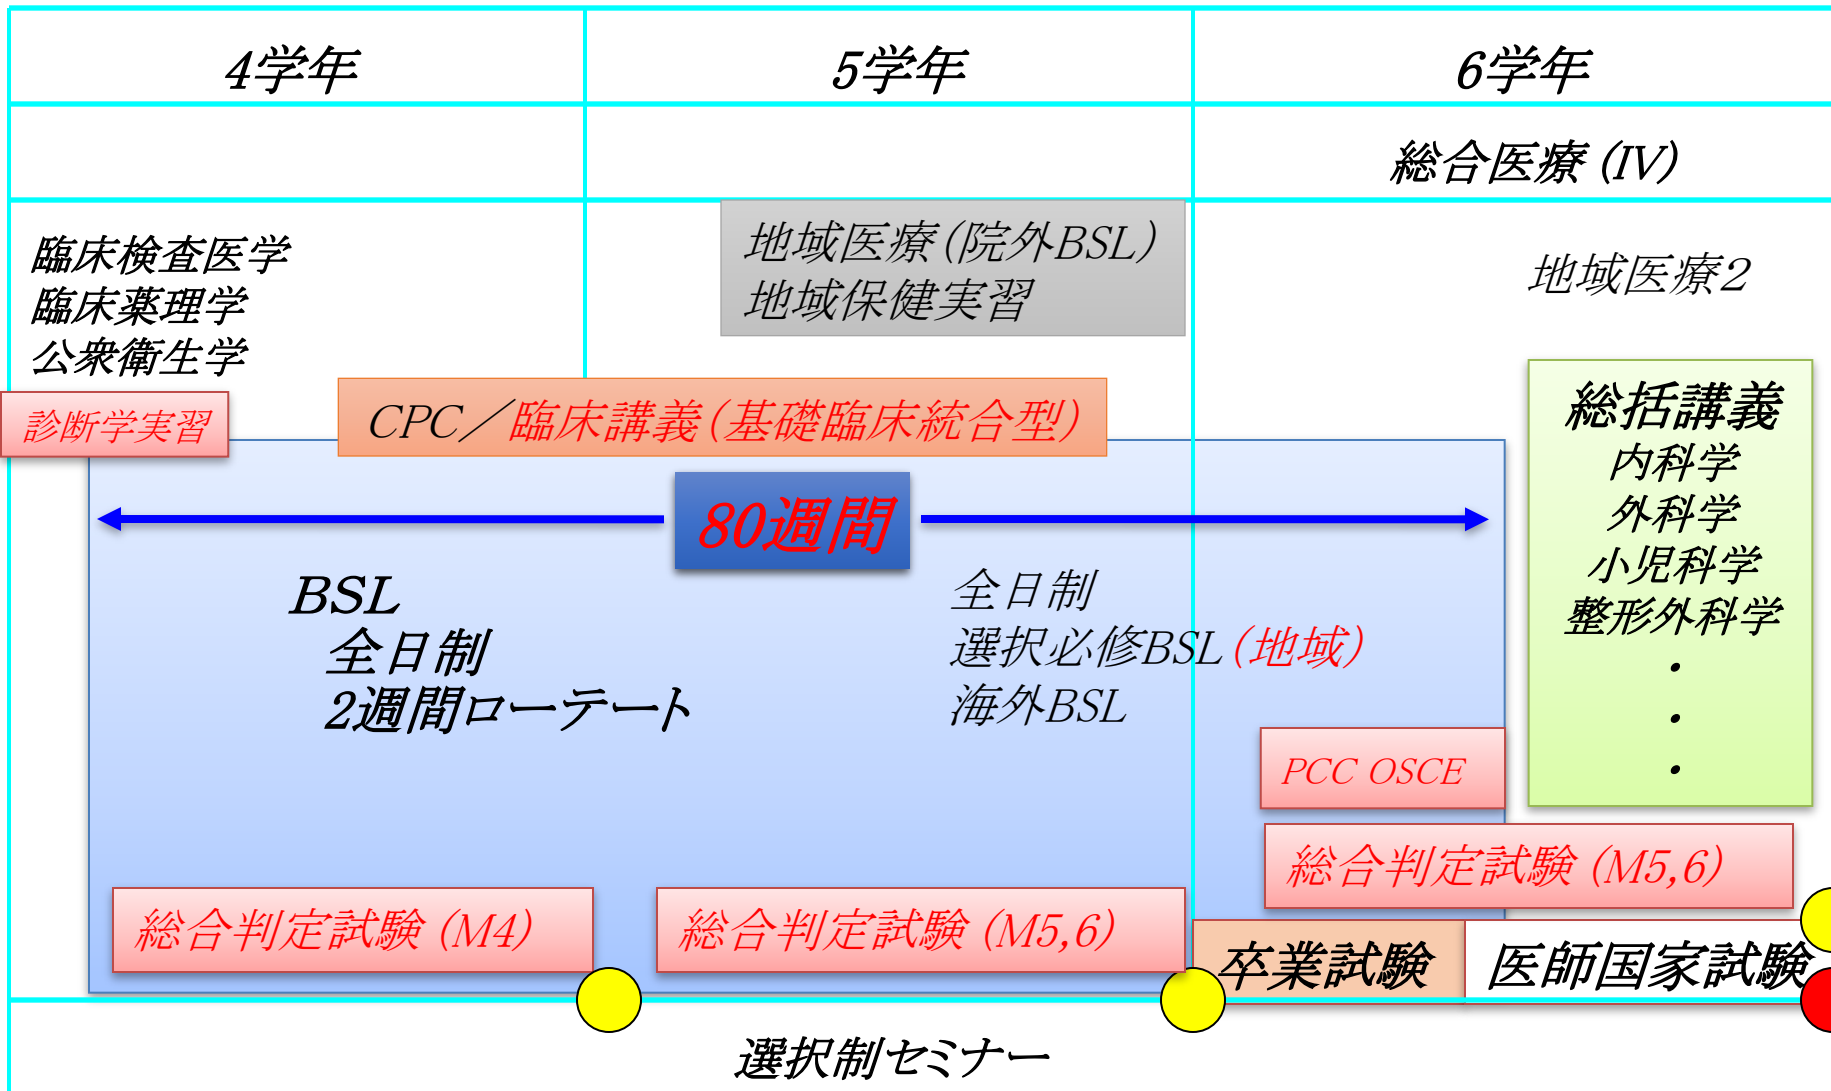 4学年
5学年
6学年
総合医療 (IV)
臨床検査医学
臨床薬理学
公衆衛生学
地域医療(院外BSL)
地域保健実習
地域医療2
診断学実習
CPC／臨床講義(基礎臨床統合型)
総括講義
内科学
外科学
小児科学
整形外科学
・
・
・
80週間
BSL
全日制
2週間ローテート
全日制
選択必修BSL(地域)
海外BSL
PCC OSCE
総合判定試験 (M5,6)
総合判定試験 (M4)
総合判定試験 (M5,6)
卒業試験
医師国家試験
選択制セミナー